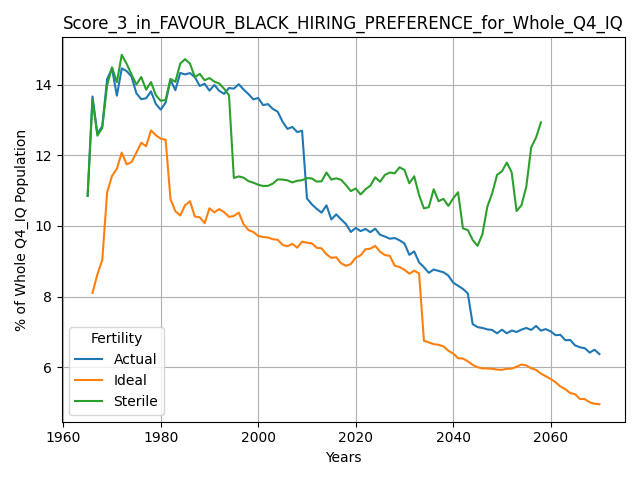 Score_3_in_FAVOUR_BLACK_HIRING_PREFERENCE_for_Whole_Q4_IQ
% of Whole Q4_IQ Population
14
12
10
8
6
Fertility
Actual
Ideal
Sterile
1960 1980 2000 2020 2040 2060
Years